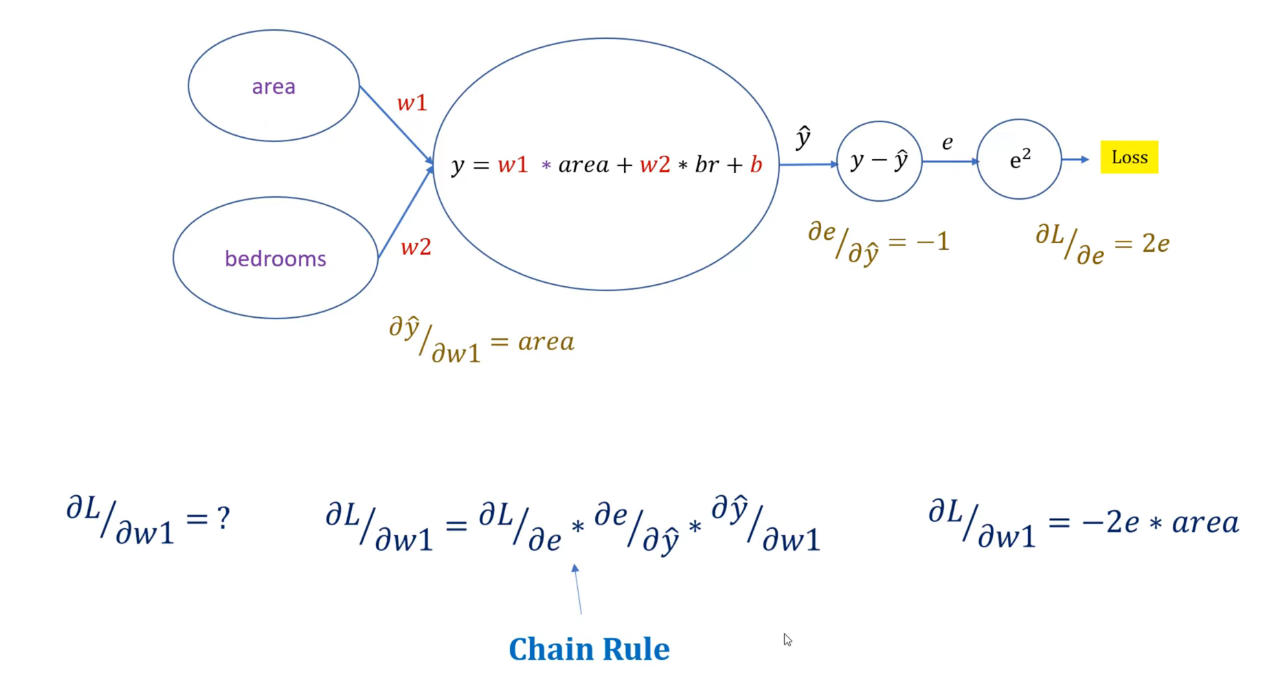 area
w1
y = w1 * area + w2 * br + b
ŷ
y − ŷ
e
e²
Loss
bedrooms
w2
∂e/∂ŷ = −1
∂L/∂e = 2e
∂ŷ/∂w1 = area
∂L/∂w1 = ?
∂L/∂w1 = ∂L/∂e * ∂e/∂ŷ * ∂ŷ/∂w1
∂L/∂w1 = −2e * area
Chain Rule